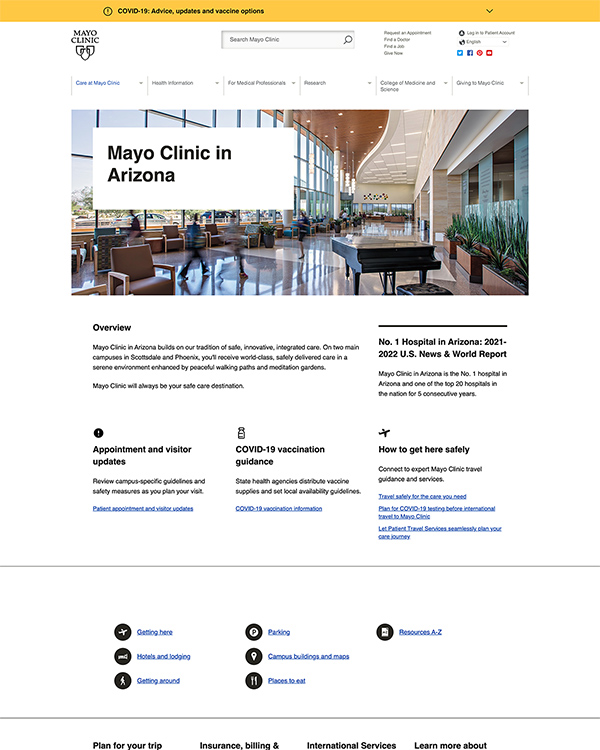 COVID-19: Advice, updates and vaccine options
MAYO
CLINIC
Search Mayo Clinic
Request an Appointment
Find a Doctor
Find a Job
Give Now
Log in to Patient Account
English
Care at Mayo Clinic
Health Information
For Medical Professionals
Research
College of Medicine and
Science
Giving to Mayo Clinic
Mayo Clinic in
Arizona
Overview
Mayo Clinic in Arizona builds on our tradition of safe, innovative, integrated care. On two main
campuses in Scottsdale and Phoenix, you'll receive world-class, safely delivered care in a
serene environment enhanced by peaceful walking paths and meditation gardens.
Mayo Clinic will always be your safe care destination.
No. 1 Hospital in Arizona: 2021-
2022 U.S. News & World Report
Mayo Clinic in Arizona is the No. 1 hospital in
Arizona and one of the top 20 hospitals in
the nation for 5 consecutive years.
Appointment and visitor
updates
Review campus-specific guidelines and
safety measures as you plan your visit.
Patient appointment and visitor updates
COVID-19 vaccination
guidance
State health agencies distribute vaccine
supplies and set local availability guidelines.
COVID-19 vaccination information
How to get here safely
Connect to expert Mayo Clinic travel
guidance and services.
Travel safely for the care you need
Plan for COVID-19 testing before international
travel to Mayo Clinic
Let Patient Travel Services seamlessly plan your
care journey
Getting here
Parking
Resources A-Z
Hotels and lodging
Campus buildings and maps
Getting around
Places to eat
Plan for your trip
Insurance, billing &
International Services
Learn more about